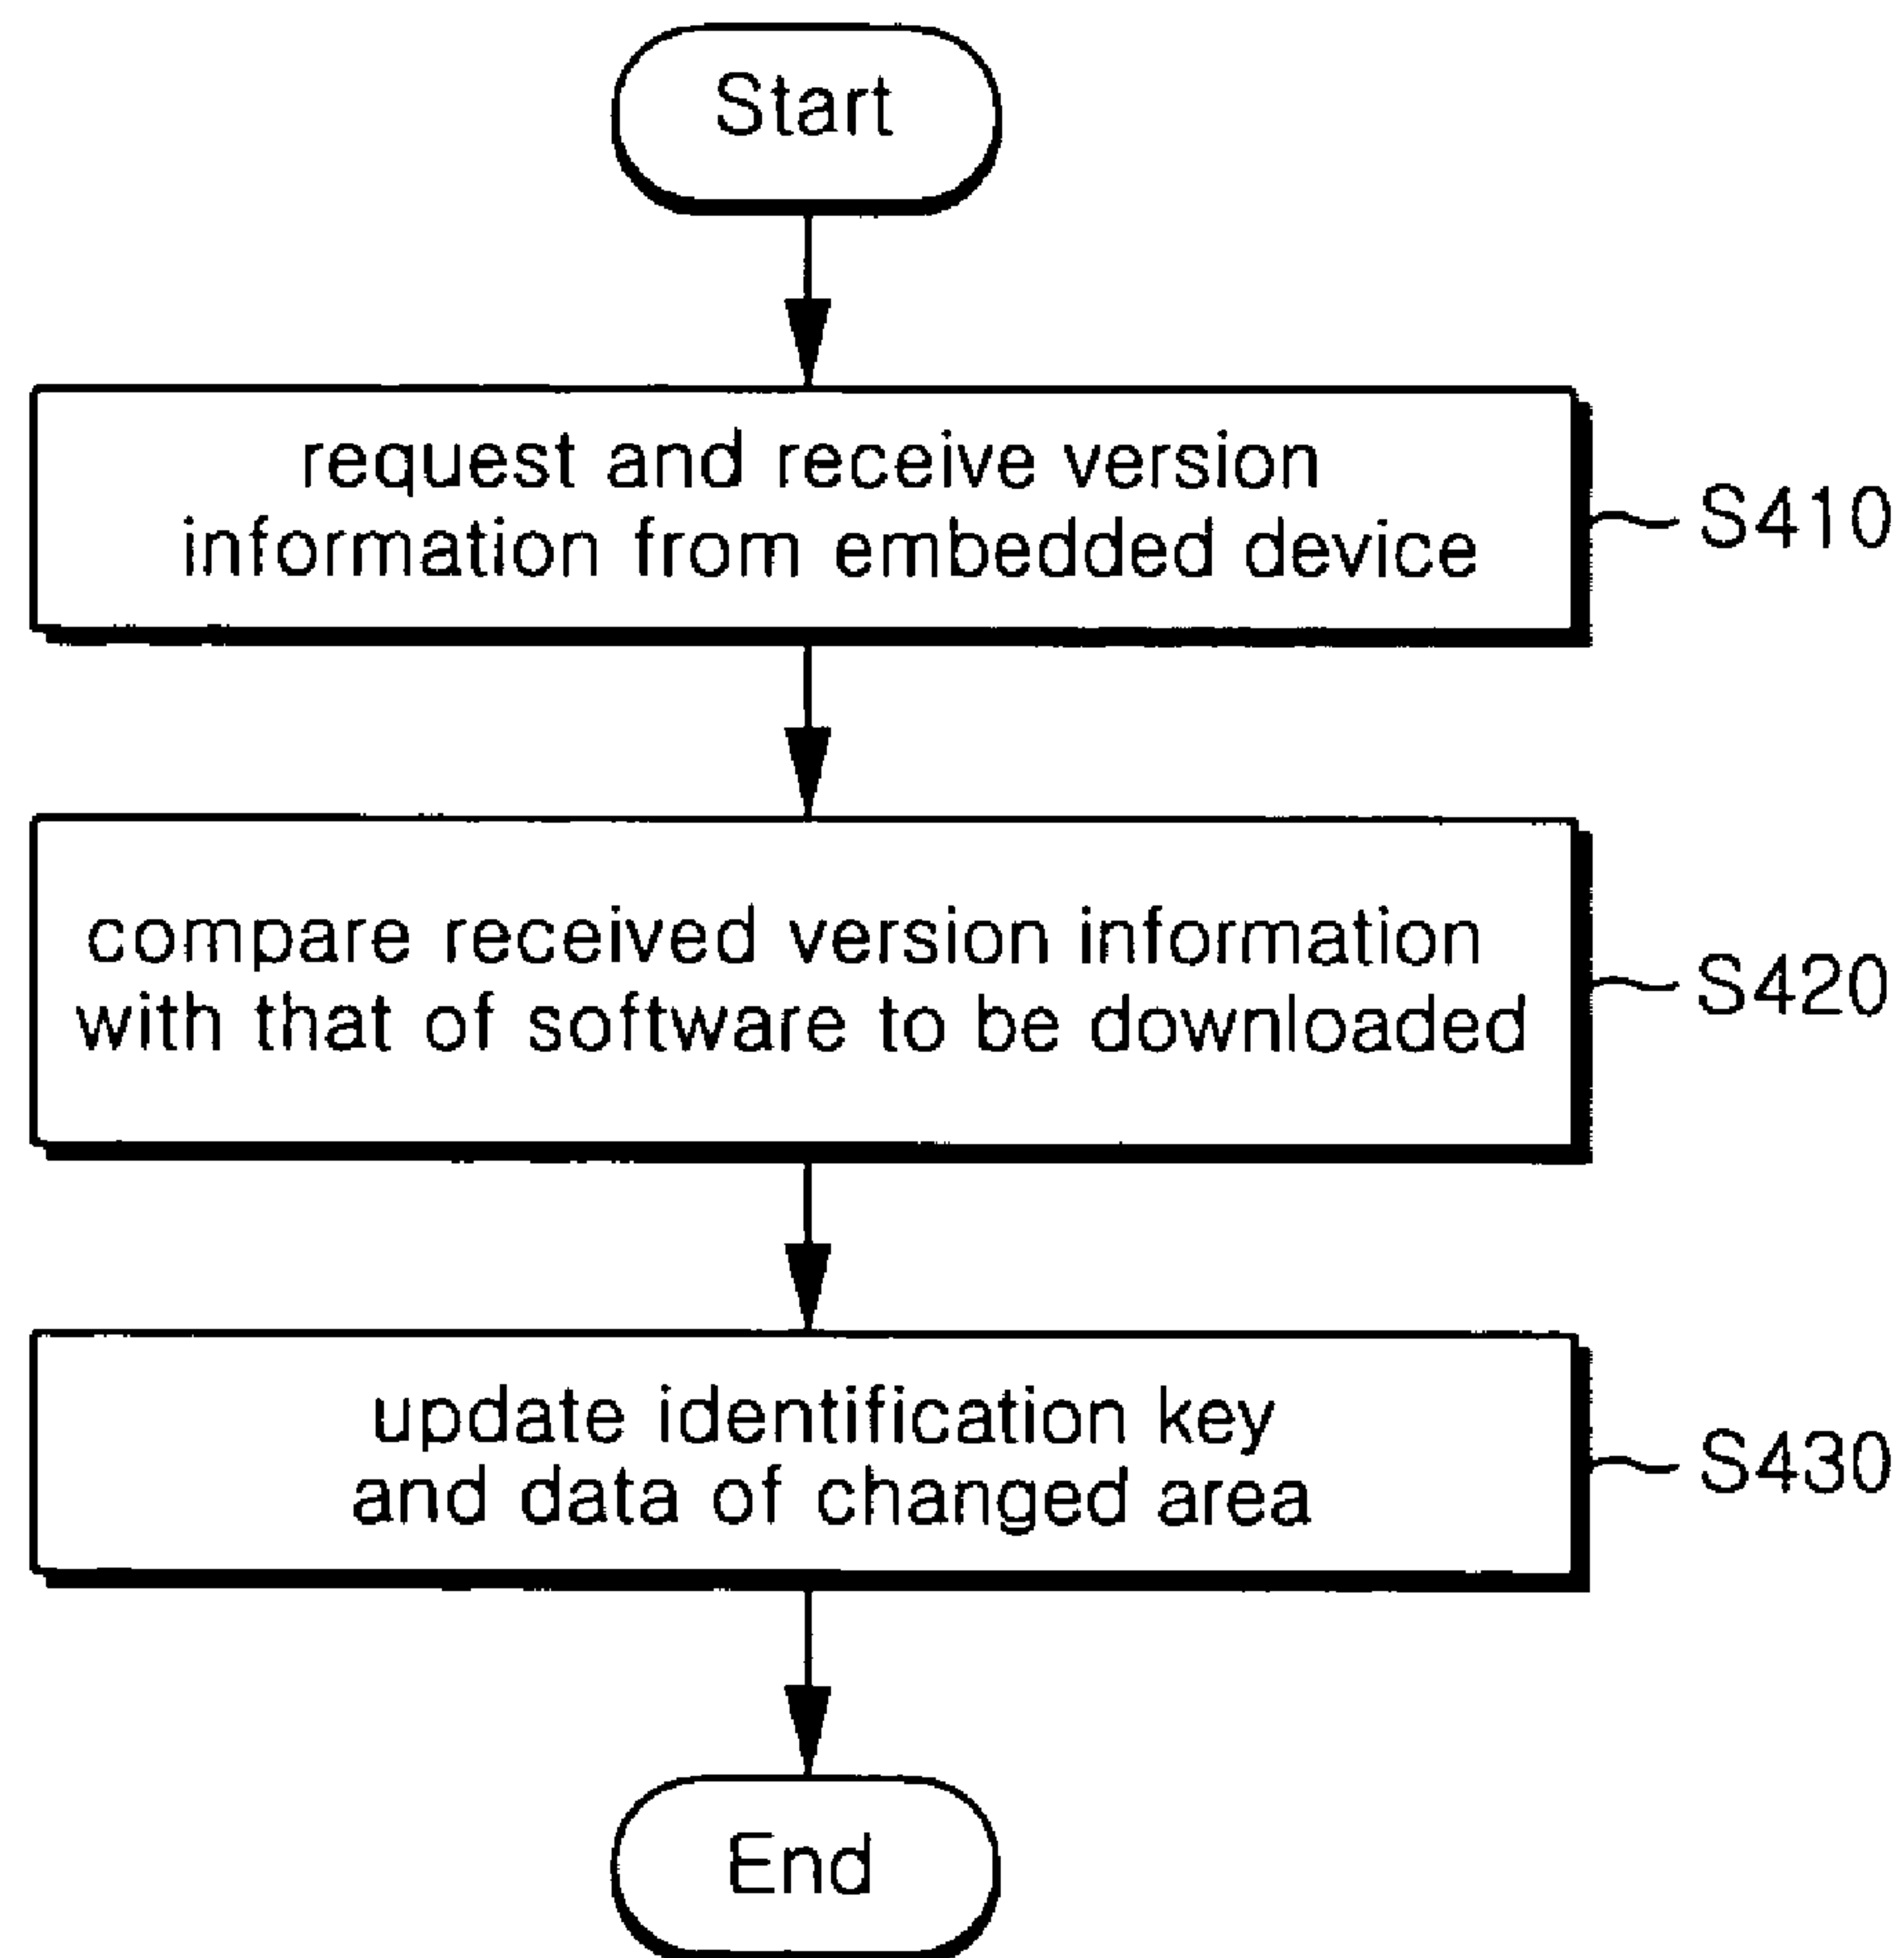 Start
request and receive version
information from embedded device
S410
compare received version information
with that of software to be downloaded
S420
update identification key
and data of changed area
S430
End